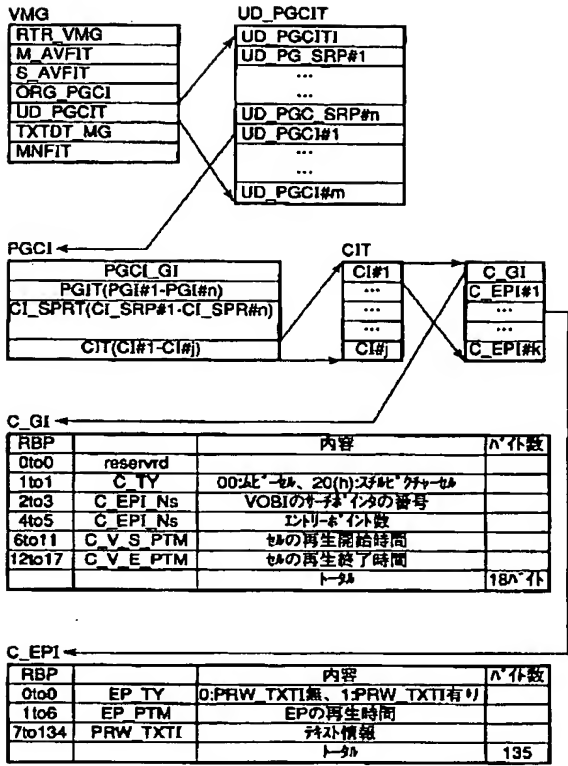 VMG
RTR_VMG
M_AVFIT
S_AVFIT
ORG_PGCI
UD_PGCIT
TXTDT_MG
MNFIT
UD_PGCIT
UD_PGCITI
UD_PG_SRP#1
...
...
UD_PGC_SRP#n
UD_PGCI#1
...
...
UD_PGCI#m
PGCI
PGCI_GI
PGIT(PGI#1-PGI#n)
CI_SPRT(CI_SRP#1-CI_SPR#n)
CIT(CI#1-CI#j)
CIT
CI#1
...
...
...
CI#j
C_GI
C_EPI#1
...
...
C_EPI#k
C_GI
RBP 内容 バイト数
0to0 reservrd
1to1 C_TY 00:ムビーセル、20(h):スチルピクチャーセル
2to3 C_EPI_Ns VOBIのサーチポインタの番号
4to5 C_EPI_Ns エントリーポイント数
6to11 C_V_S_PTM セルの再生開始時間
12to17 C_V_E_PTM セルの再生終了時間
トータル 18バイト
C_EPI
RBP 内容 バイト数
0to0 EP_TY 0:PRW_TXTI無、1:PRW_TXTI有り
1to6 EP_PTM EPの再生時間
7to134 PRW_TXTI テキスト情報
トータル 135